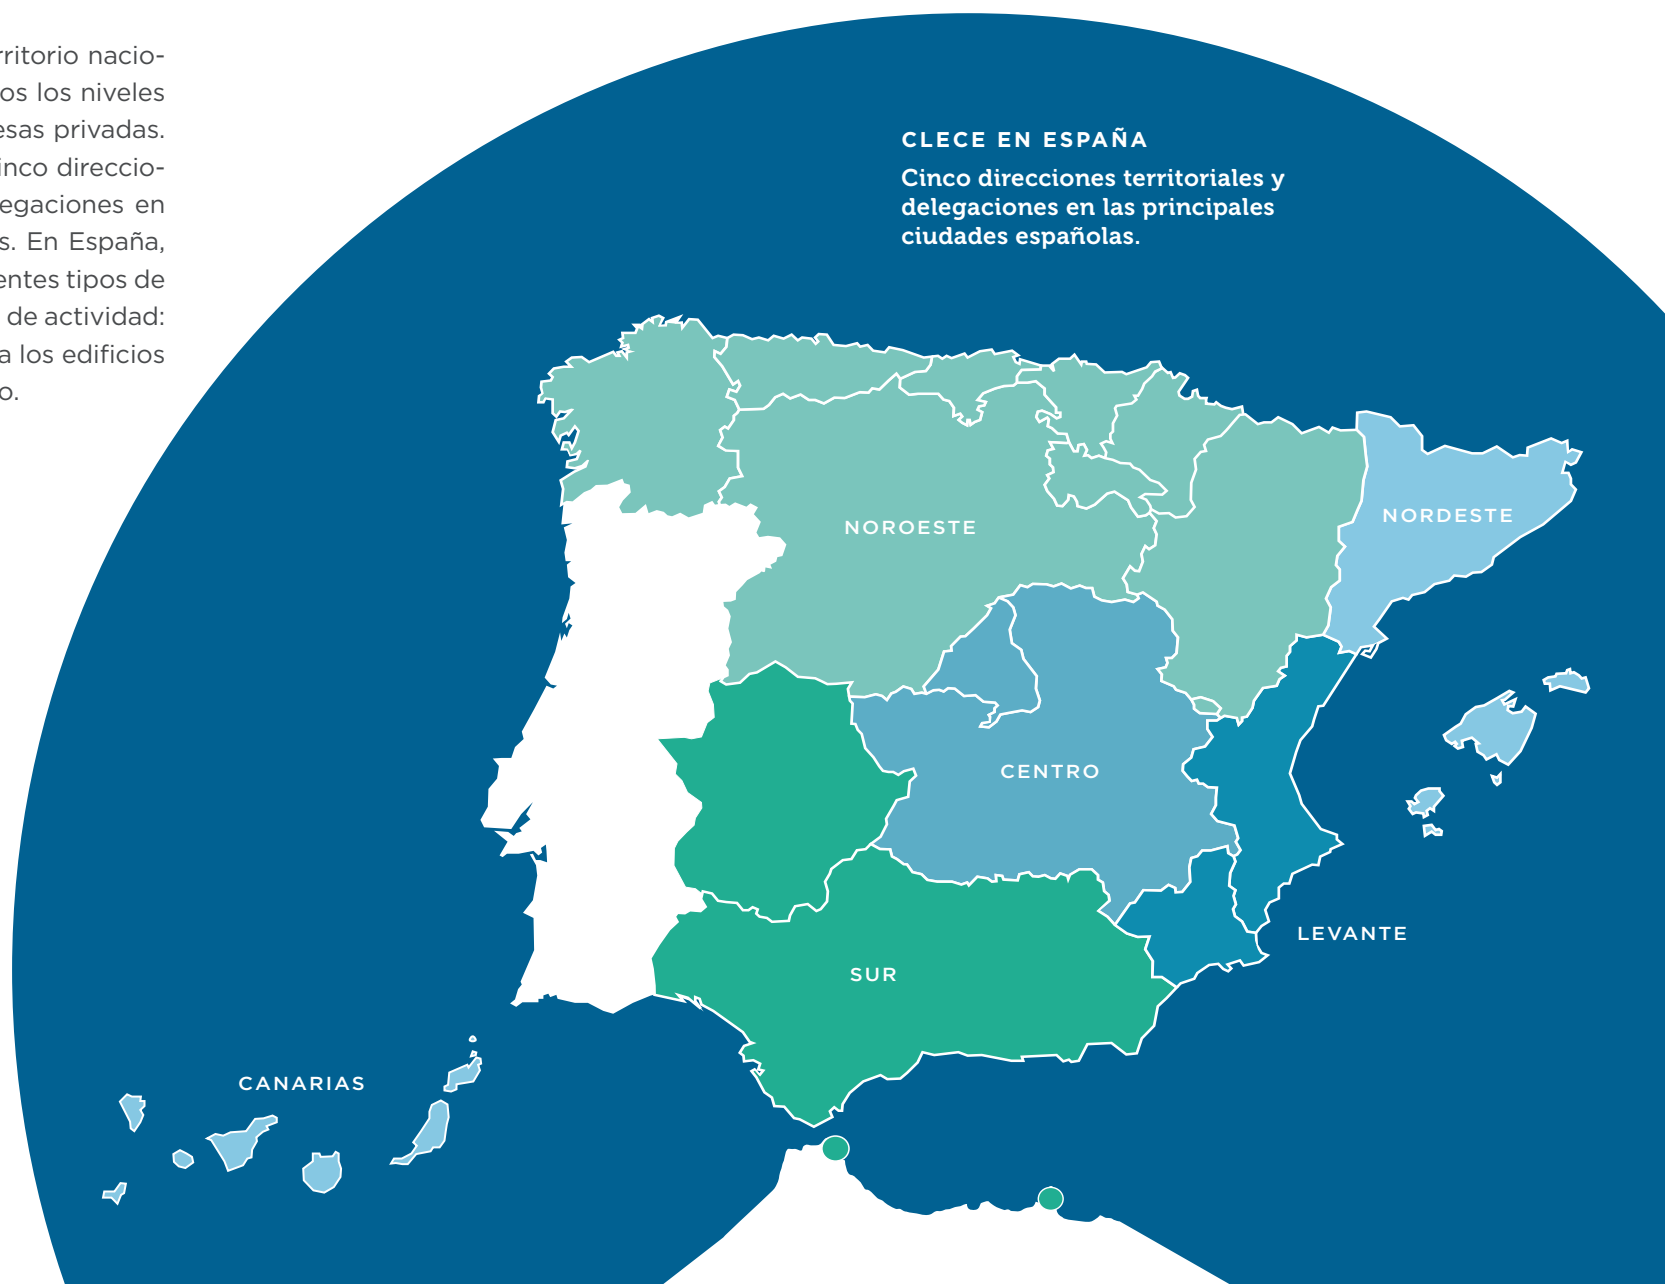 rritorio nacio-
os los niveles
esas privadas.
inco direccio-
legaciones en
s. En España,
entes tipos de
de actividad:
a los edificios
o.
CLECE EN ESPAÑA
Cinco direcciones territoriales y
delegaciones en las principales
ciudades españolas.
NOROESTE
NORDESTE
CENTRO
LEVANTE
SUR
CANARIAS